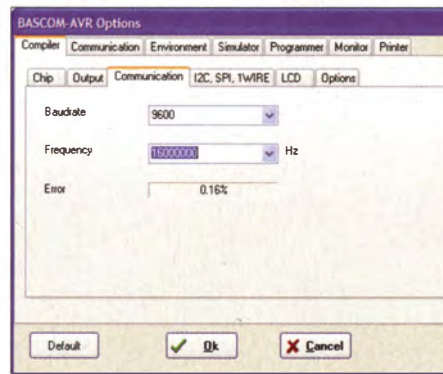 BASCOM-AVR Options
Compiler Communication Environment Simulator Programmer Monitor Printer
Chip Output Communication I2C, SPI, 1WIRE LCD Options
Baudrate 9600
Frequency 16000000 Hz
Error 0.16%
Default Ok Cancel